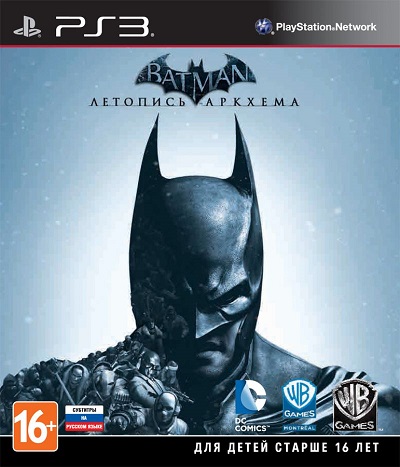 PS3
PlayStation Network
BATMAN
ЛЕТОПИСЬ АРКХЕМА
16+
СУБТИТРЫ
НА
РУССКОМ ЯЗЫКЕ
DC
COMICS™
WB
GAMES
MONTRÉAL
WB
GAMES
ДЛЯ ДЕТЕЙ СТАРШЕ 16 ЛЕТ